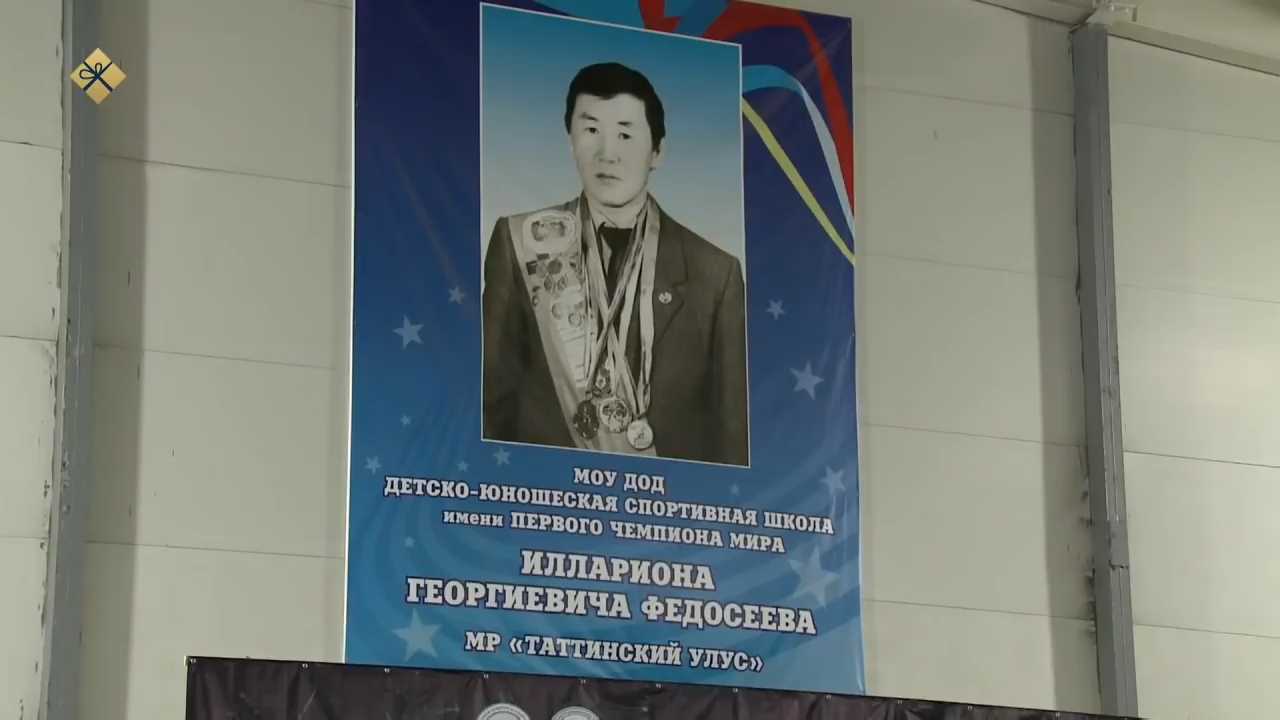 МОУ ДОД
ДЕТСКО-ЮНОШЕСКАЯ СПОРТИВНАЯ ШКОЛА
имени ПЕРВОГО ЧЕМПИОНА МИРА
ИЛЛАРИОНА
ГЕОРГИЕВИЧА ФЕДОСЕЕВА
МР «ТАТТИНСКИЙ УЛУС»